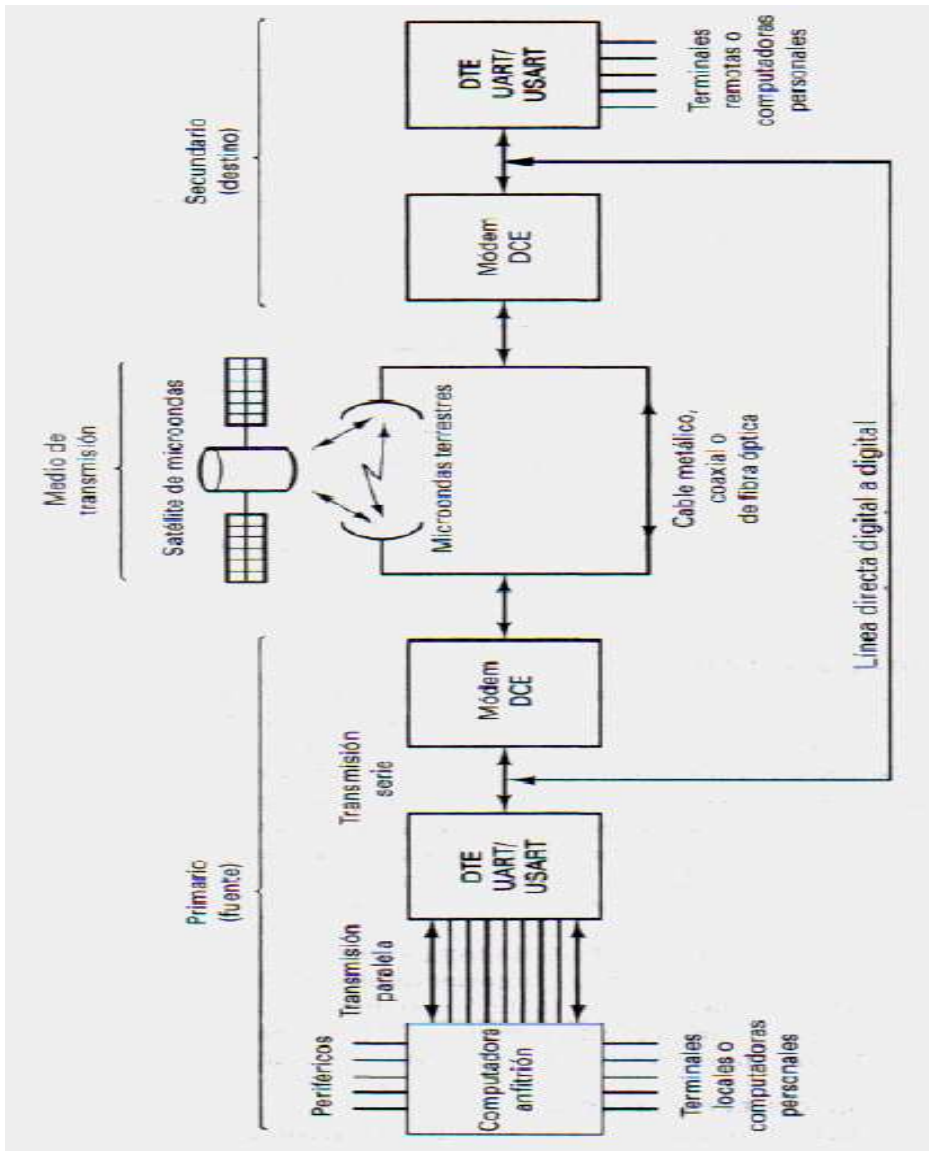 Primario
(fuente)
Medio de
transmisión
Secundario
(destino)
Satélite de microondas
Periféricos
Transmisión
paralela
Transmisión
serie
Computadora
anfitrión
DTE
UART/
USART
Módem
DCE
Microondas terrestres
Módem
DCE
DTE
UART/
USART
Terminales
locales o
computadoras
personales
Cable metálico,
coaxial o
de fibra óptica
Terminales
remotas o
computadoras
personales
Línea directa digital a digital